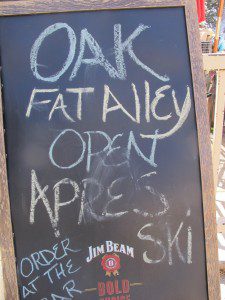 OAK
FAT Alley
OPEN
APRES
SKI
ORDER
AT THE
BAR
JIM BEAM
BOLD